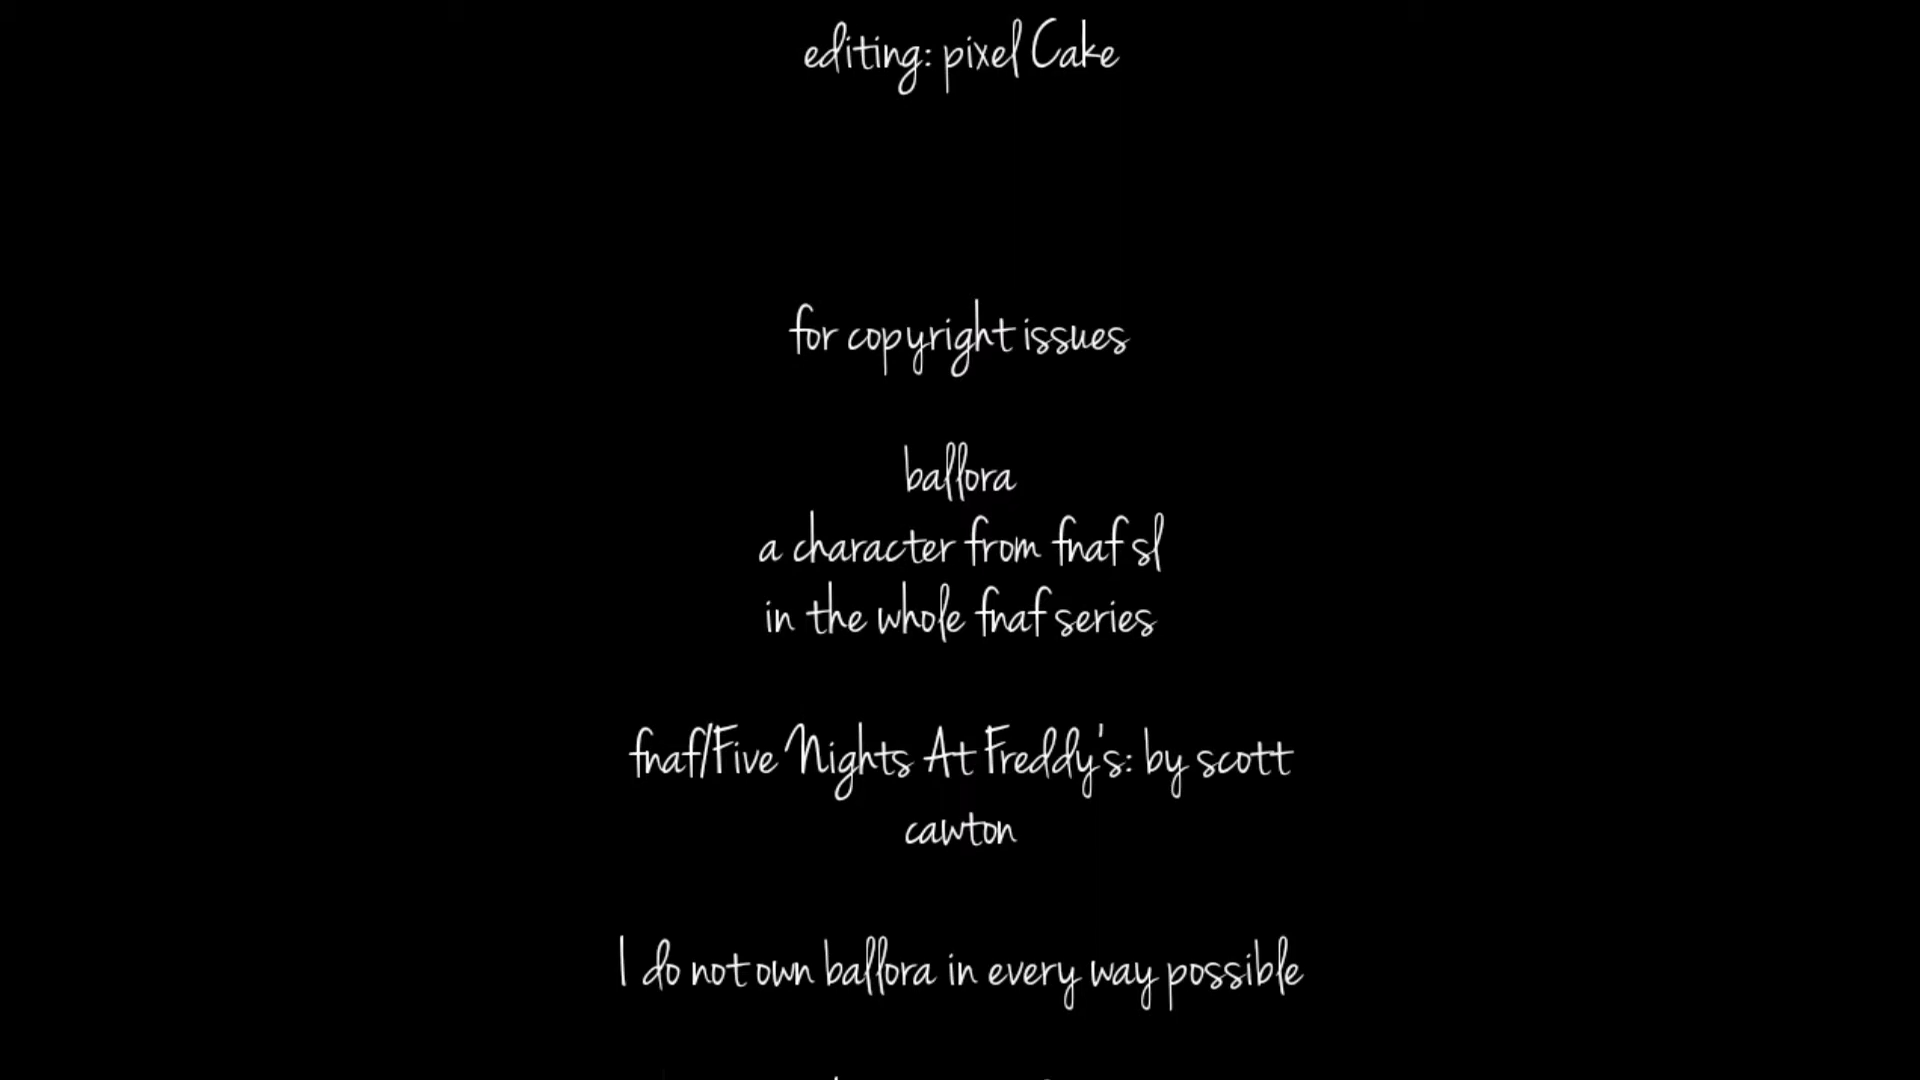 editing: pixel Cake
for copyright issues
ballora
a character from fnaf sl
in the whole fnaf series
fnaf/Five Nights At Freddy's: by scott
cawton
I do not own ballora in every way possible